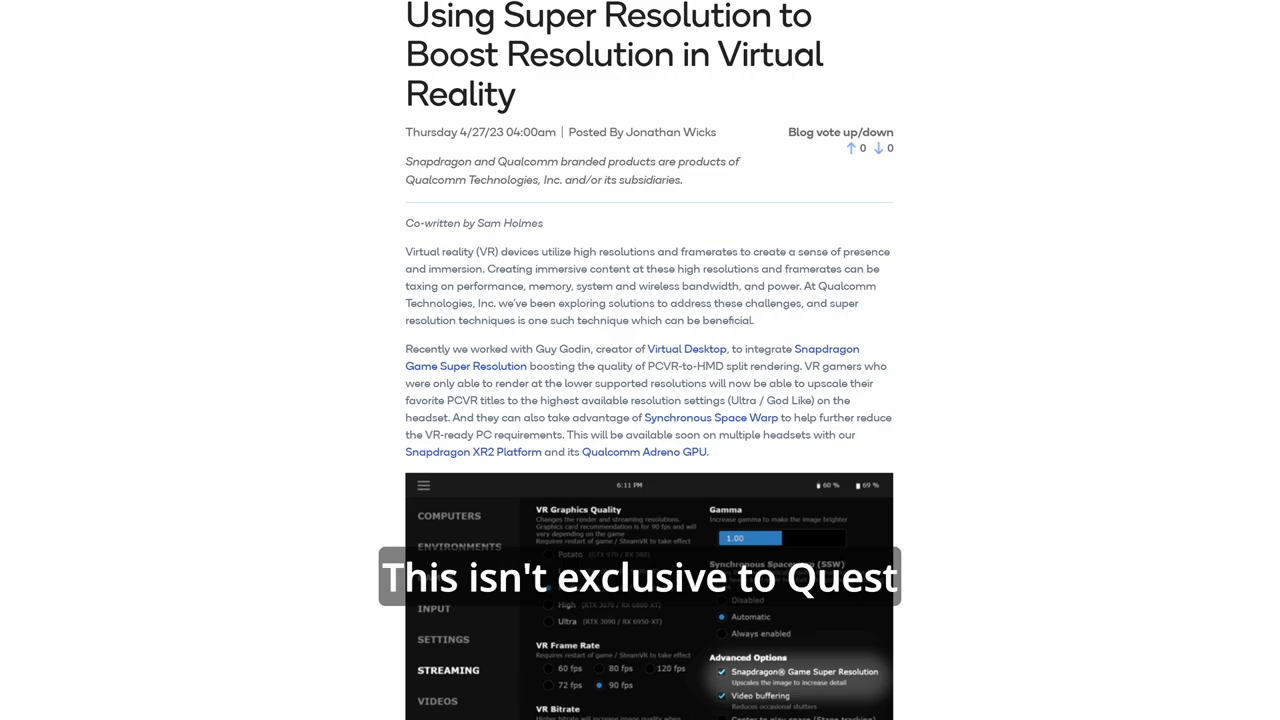 Using Super Resolution to
Boost Resolution in Virtual
Reality
Thursday 4/27/23 04:00am | Posted By Jonathan Wicks
Blog vote up/down
0 0
Snapdragon and Qualcomm branded products are products of
Qualcomm Technologies, Inc. and/or its subsidiaries.
Co-written by Sam Holmes
Virtual reality (VR) devices utilize high resolutions and framerates to create a sense of presence
and immersion. Creating immersive content at these high resolutions and framerates can be
taxing on performance, memory, system and wireless bandwidth, and power. At Qualcomm
Technologies, Inc. we've been exploring solutions to address these challenges, and super
resolution techniques is one such technique which can be beneficial.
Recently we worked with Guy Godin, creator of Virtual Desktop, to integrate Snapdragon
Game Super Resolution boosting the quality of PCVR-to-HMD split rendering. VR gamers who
were only able to render at the lower supported resolutions will now be able to upscale their
favorite PCVR titles to the highest available resolution settings (Ultra / God Like) on the
headset. And they can also take advantage of Synchronous Space Warp to help further reduce
the VR-ready PC requirements. This will be available soon on multiple headsets with our
Snapdragon XR2 Platform and its Qualcomm Adreno GPU.
6:11 PM
60 % 69 %
COMPUTERS
ENVIRONMENTS
INPUT
SETTINGS
STREAMING
VIDEOS
VR Graphics Quality
Changes the render and streaming resolutions.
Graphics card recommendation is for 90 fps and will
vary depending on the game
Requires restart of game / SteamVR to take effect
Potato (GTX 970 / RX 580)
High (RTX 3070 / RX 6800-XT)
Ultra (RTX 3090 / RX 6950-XT)
VR Frame Rate
Requires restart of game / SteamVR to take effect
60 fps 80 fps 120 fps
72 fps 90 fps
VR Bitrate
Gamma
Increase gamma to make the image brighter
1.00
Synchronous Spacewarp (SSW)
Disabled
Automatic
Always enabled
Advanced Options
Snapdragon® Game Super Resolution
Upscales the image to increase detail
Video buffering
Reduces occasional stutters
This isn't exclusive to Quest